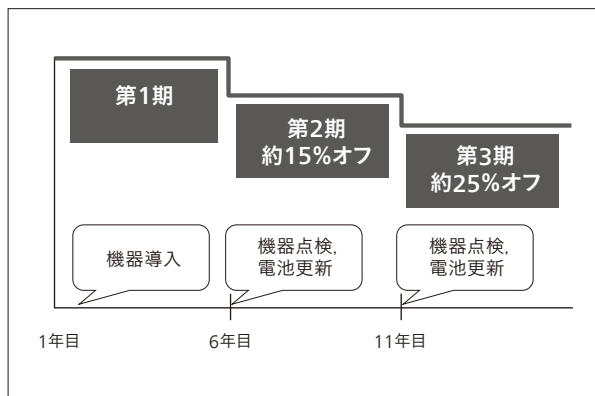 第1期
第2期
約15%オフ
第3期
約25%オフ
機器導入
機器点検,
電池更新
機器点検,
電池更新
1年目
6年目
11年目